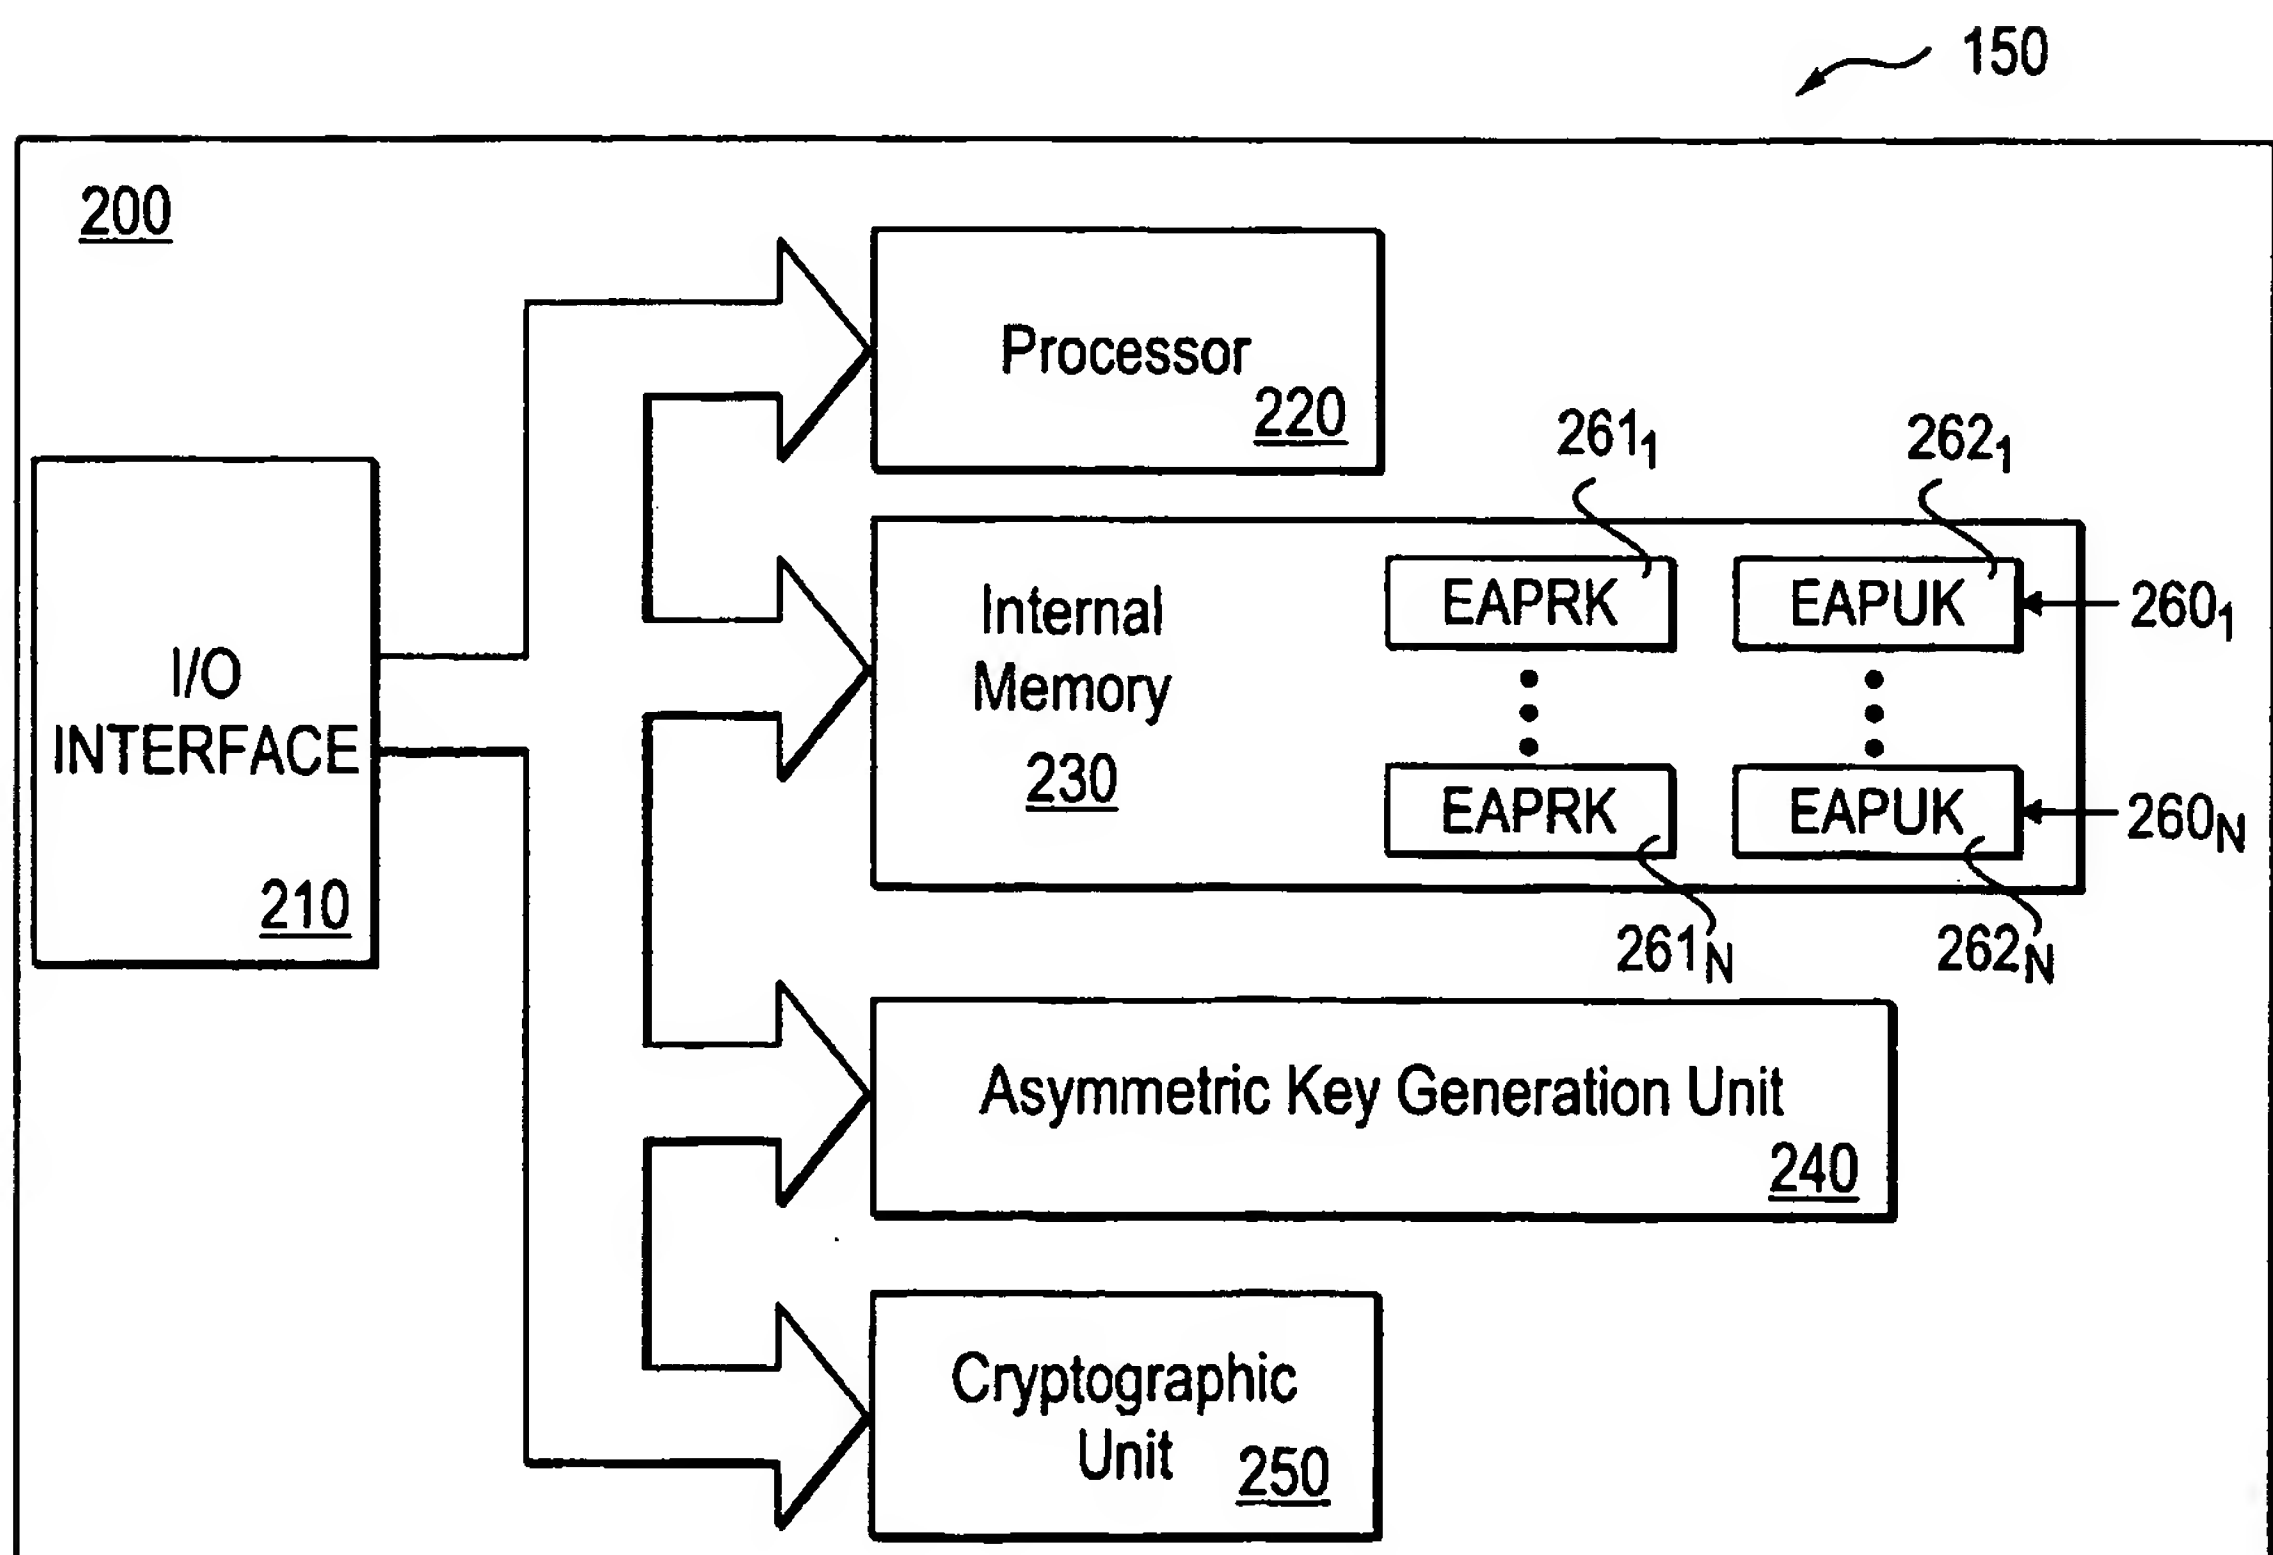 150
200
Processor
220
261₁
262₁
I/O
INTERFACE
210
Internal
Memory
230
EAPRK
EAPUK
260₁
EAPRK
EAPUK
260N
261N
262N
Asymmetric Key Generation Unit
240
Cryptographic
Unit
250